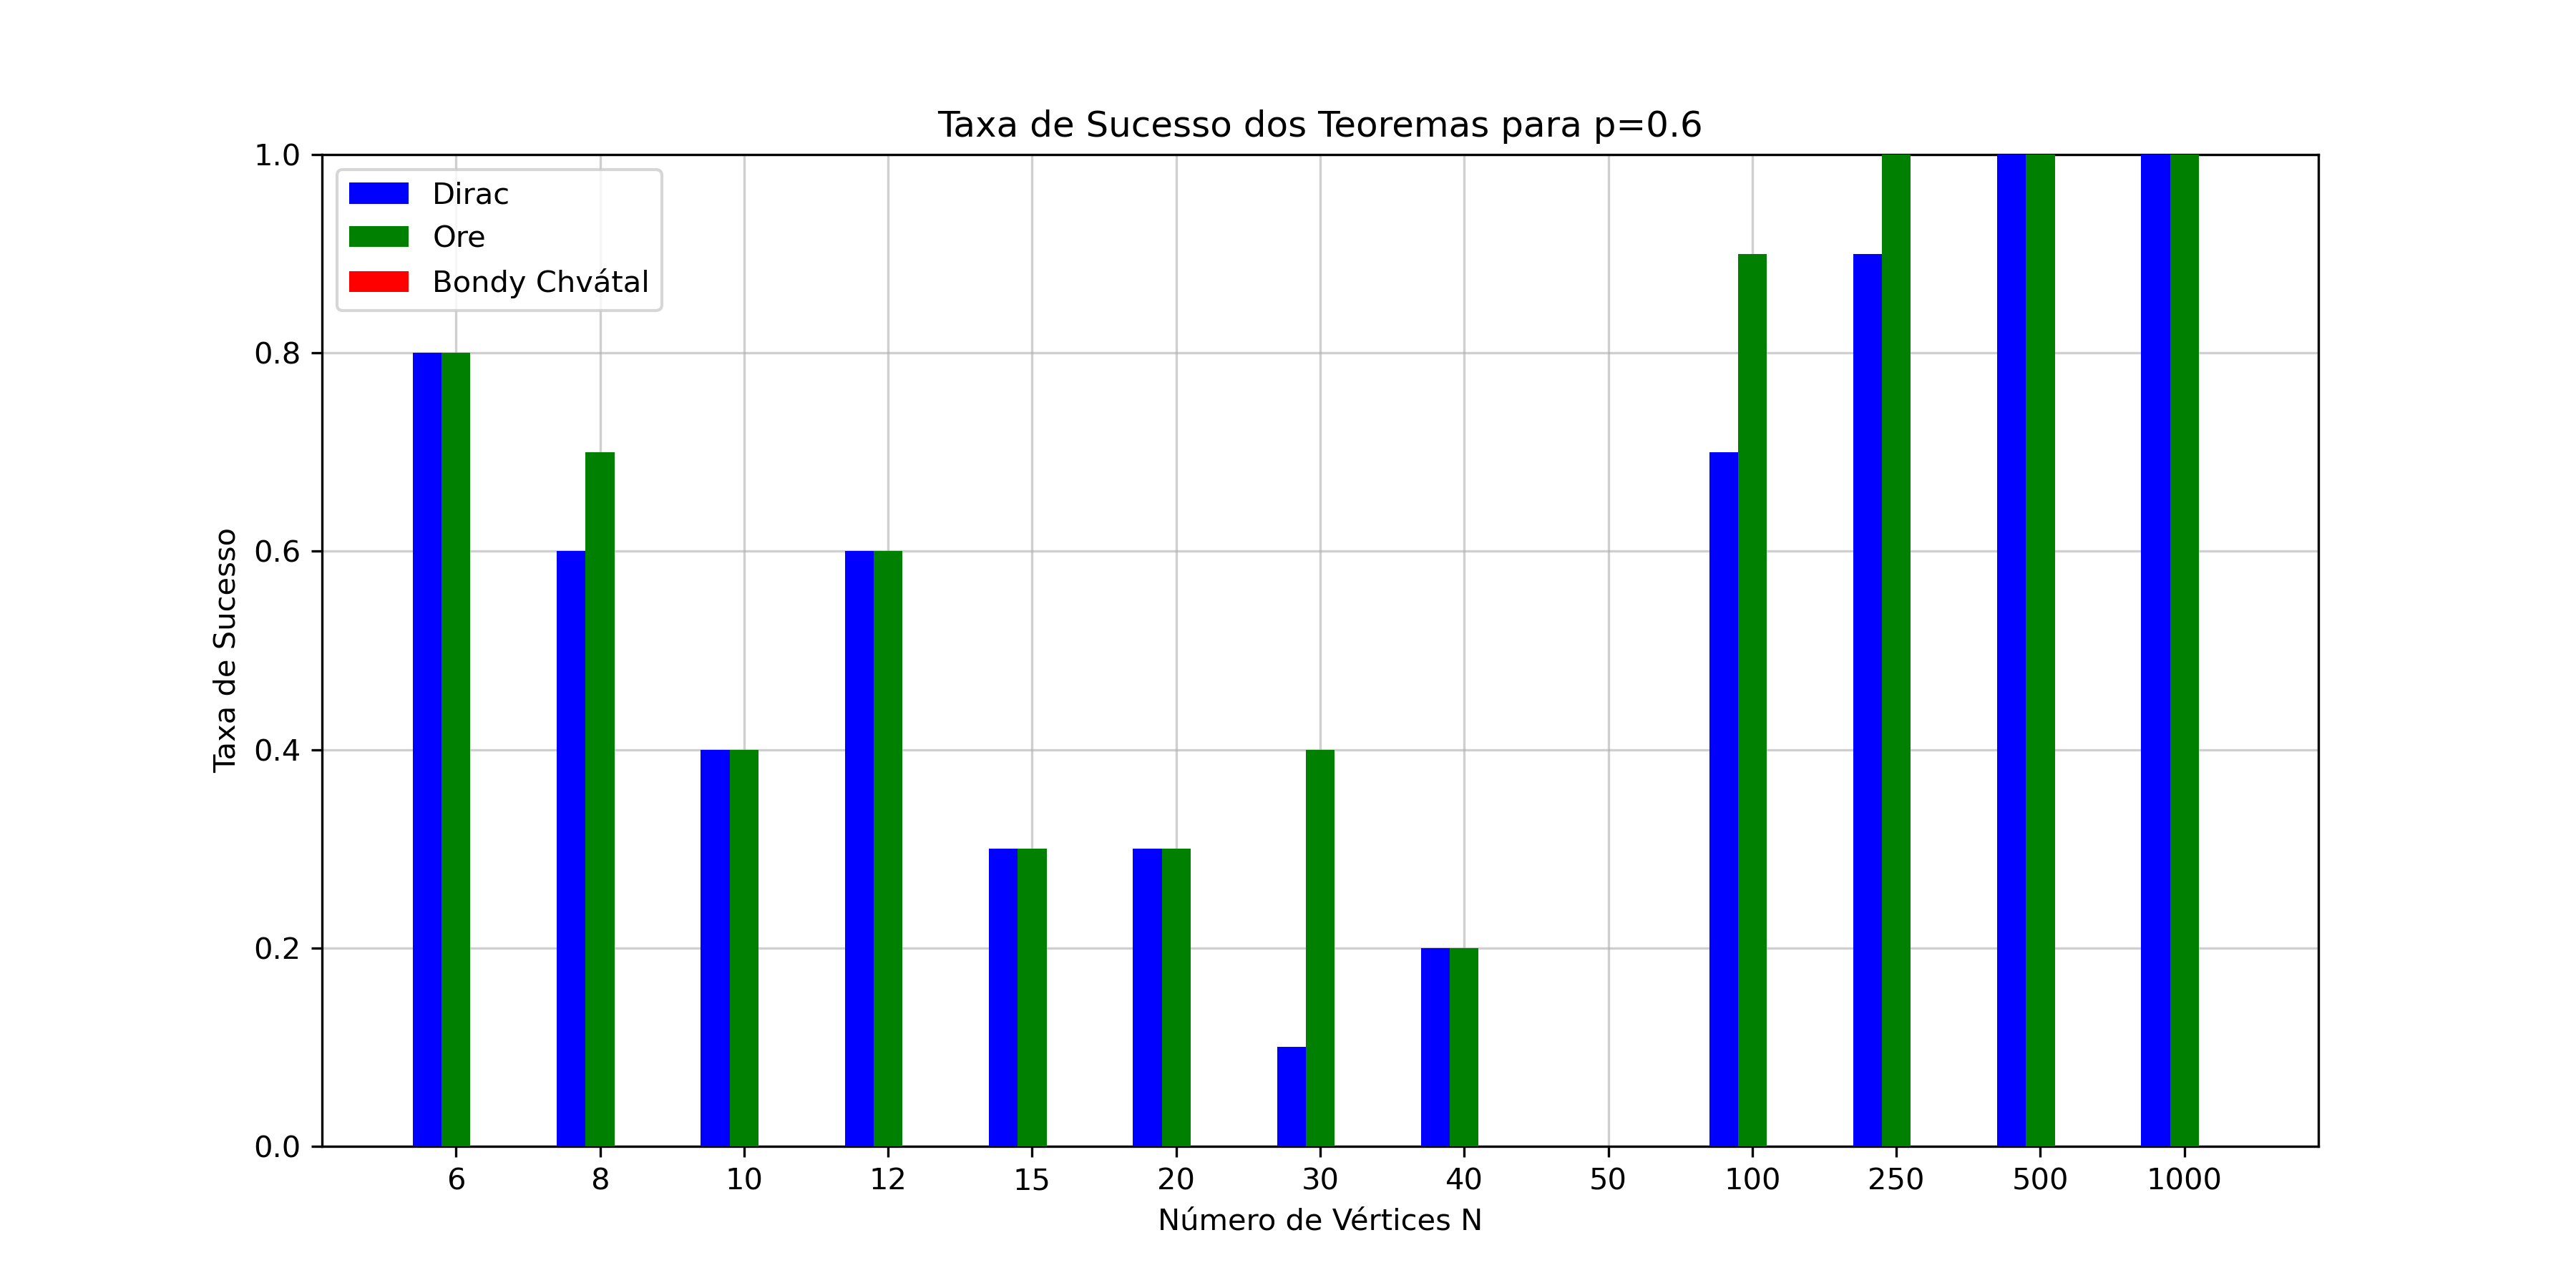 Taxa de Sucesso dos Teoremas para p=0.6
1.0
0.8
0.6
0.4
0.2
0.0
Taxa de Sucesso
Dirac
Ore
Bondy Chvátal
6 8 10 12 15 20 30 40 50 100 250 500 1000
Número de Vértices N